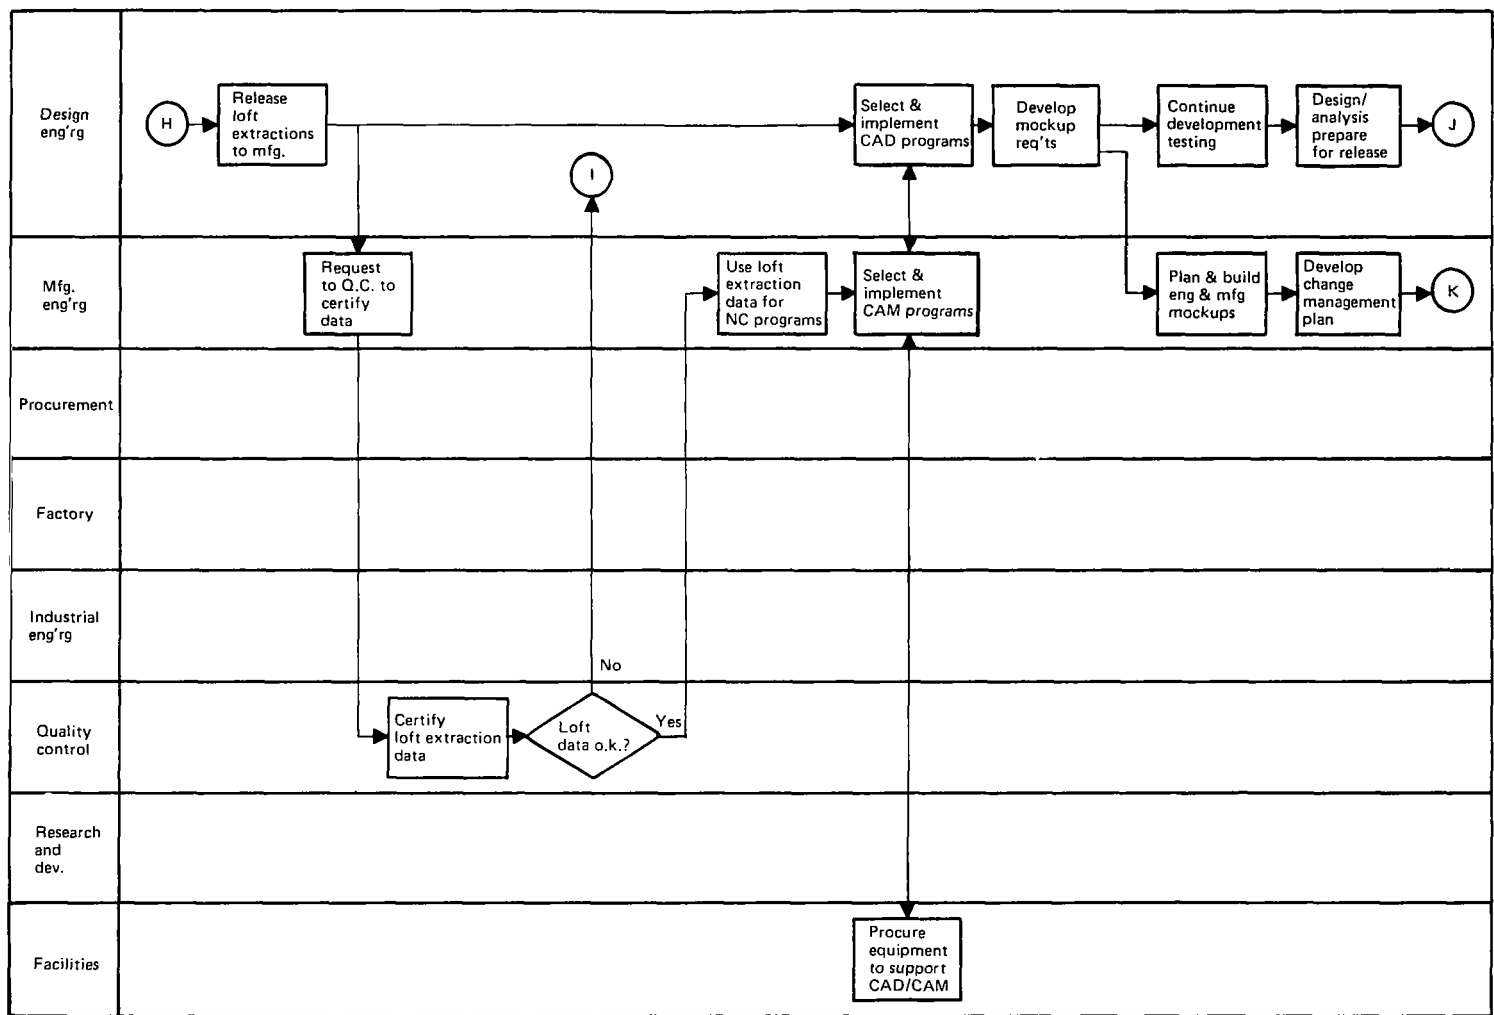 Design
eng'rg
H
Release
loft
extractions
to mfg.
I
Select &
implement
CAD programs
Develop
mockup
req'ts
Continue
development
testing
Design/
analysis
prepare
for release
J
Mfg.
eng'rg
Request
to Q.C. to
certify
data
Use loft
extraction
data for
NC programs
Select &
implement
CAM programs
Plan & build
eng & mfg
mockups
Develop
change
management
plan
K
Procurement
Factory
Industrial
eng'rg
No
Quality
control
Certify
loft extraction
data
Loft
data o.k.?
Yes
Research
and
dev.
Facilities
Procure
equipment
to support
CAD/CAM